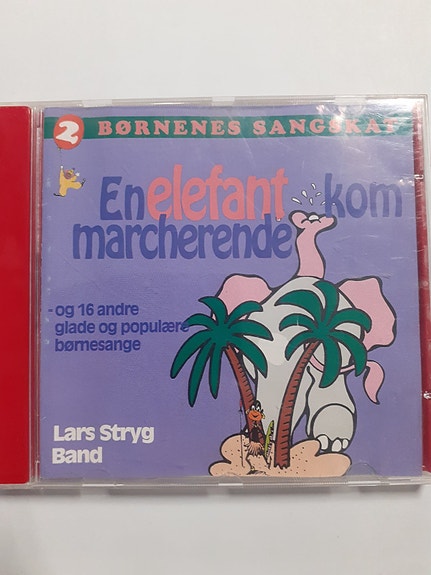 2 BØRNENES SANGSKAT
En elefant kom
marcherende
- og 16 andre
glade og populære
børnesange
Lars Stryg
Band